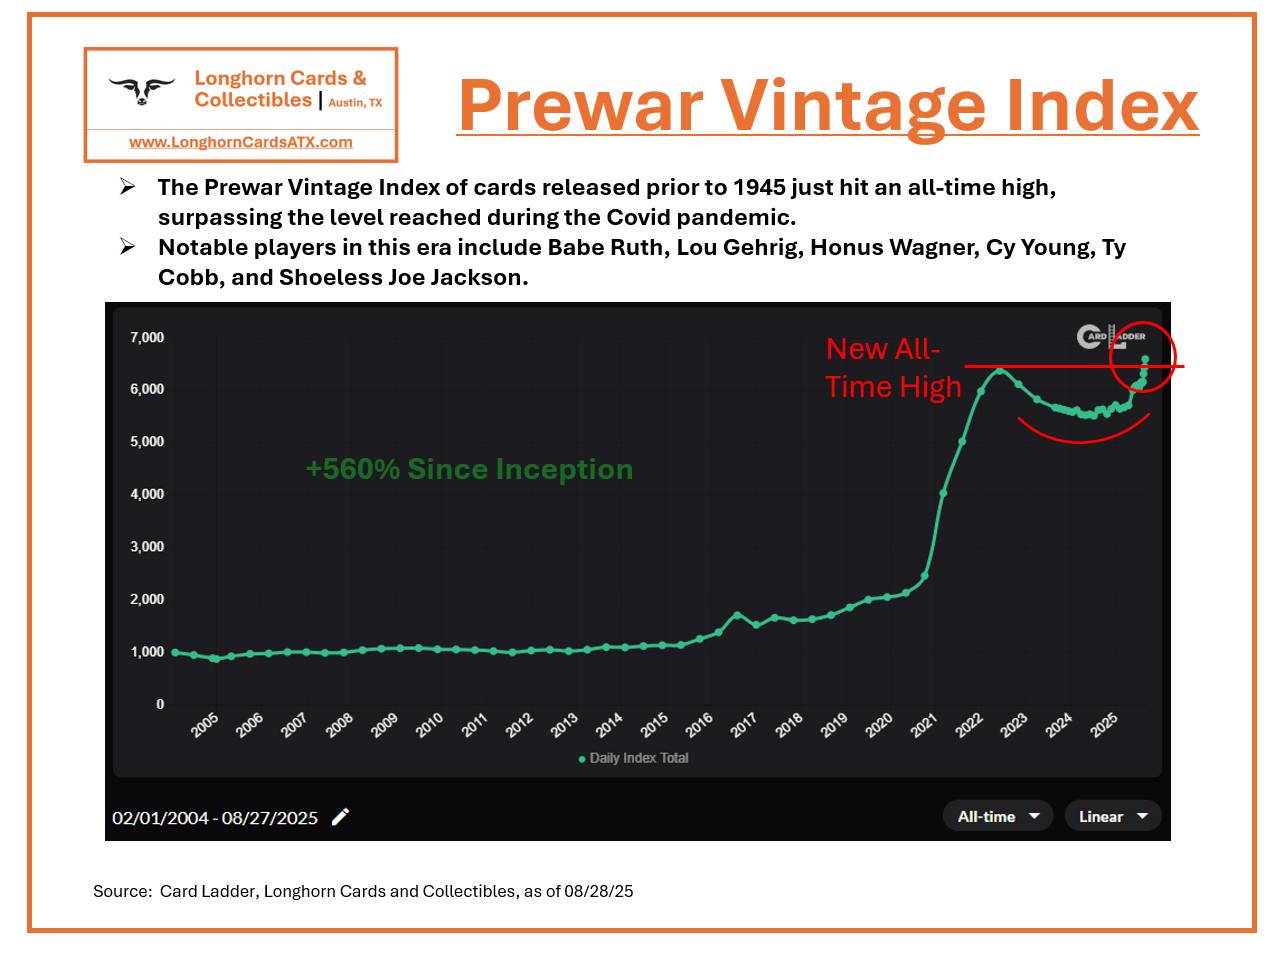 Longhorn Cards &
Collectibles | Austin, TX
www.LonghornCardsATX.com
Prewar Vintage Index
➢ The Prewar Vintage Index of cards released prior to 1945 just hit an all-time high,
surpassing the level reached during the Covid pandemic.
➢ Notable players in this era include Babe Ruth, Lou Gehrig, Honus Wagner, Cy Young, Ty
Cobb, and Shoeless Joe Jackson.
CARD LADDER
New All-
Time High
+560% Since Inception
7,000
6,000
5,000
4,000
3,000
2,000
1,000
0
2005 2006 2007 2008 2009 2010 2011 2012 2013 2014 2015 2016 2017 2018 2019 2020 2021 2022 2023 2024 2025
Daily Index Total
02/01/2004 - 08/27/2025
All-time
Linear
Source: Card Ladder, Longhorn Cards and Collectibles, as of 08/28/25